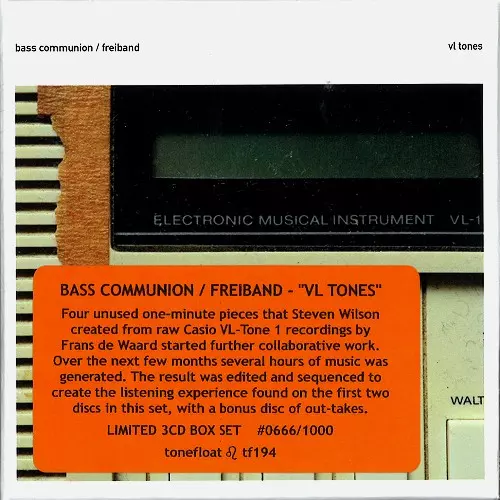 bass communion / freiband
vl tones
ELECTRONIC MUSICAL INSTRUMENT VL-1
BASS COMMUNION / FREIBAND - "VL TONES"
Four unused one-minute pieces that Steven Wilson
created from raw Casio VL-Tone 1 recordings by
Frans de Waard started further collaborative work.
Over the next few months several hours of music was
generated. The result was edited and sequenced to
create the listening experience found on the first two
discs in this set, with a bonus disc of out-takes.
LIMITED 3CD BOX SET #0666/1000
tonefloat ♌ tf194
WALT